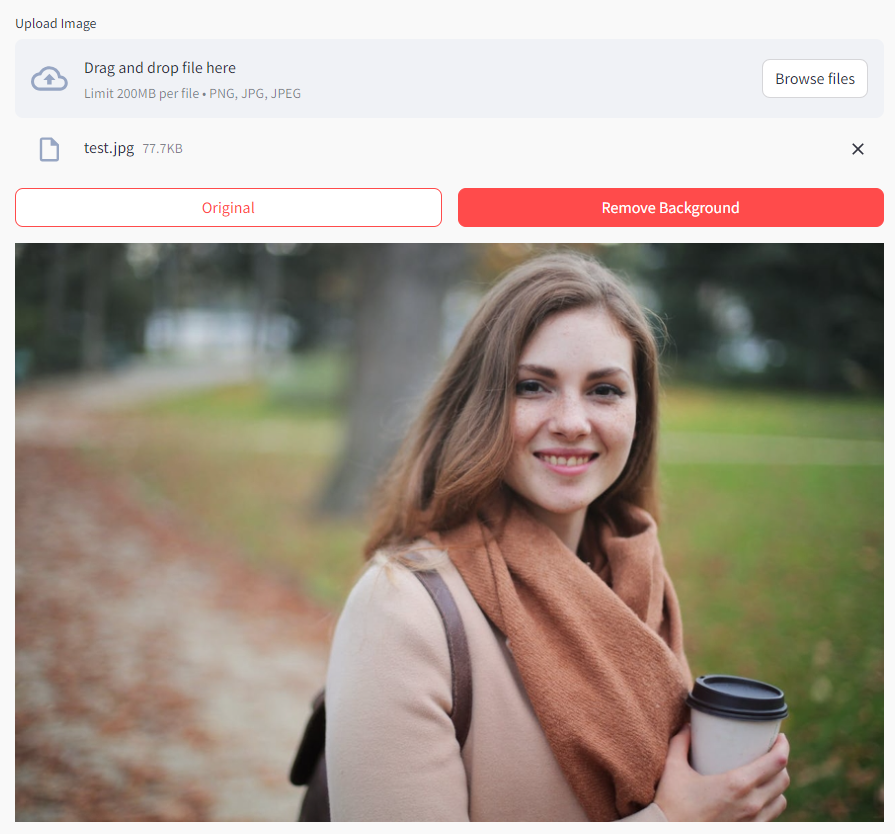 Upload Image
Drag and drop file here
Limit 200MB per file • PNG, JPG, JPEG
Browse files
test.jpg 77.7KB
Original
Remove Background